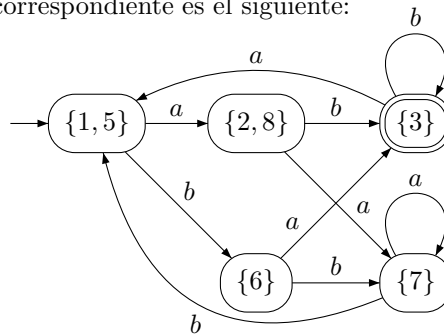 correspondiente es el siguiente:
b
a
{1, 5}
a
{2, 8}
b
{3}
b
a
a
a
{6}
b
{7}
b